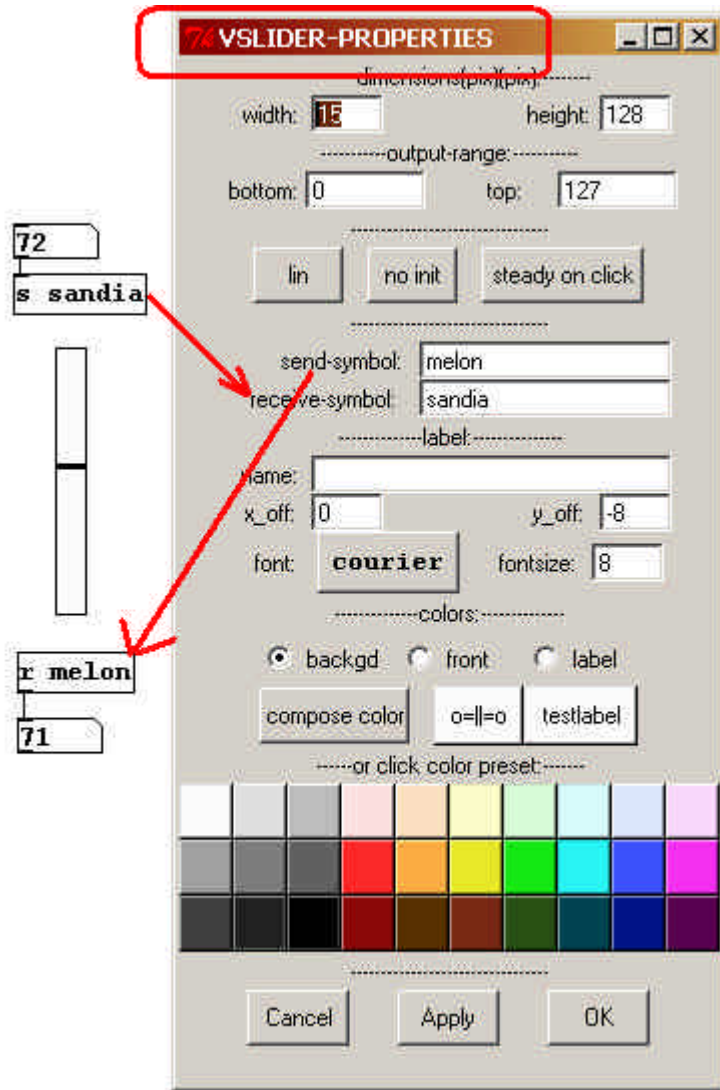 VSLIDER-PROPERTIES
dimensions(pix)(pix):--------
width: 15 height: 128
----------output-range:----------
bottom: 0 top: 127
72
s sandia
lin no init steady on click
send-symbol: melon
receive-symbol: sandia
-------------label:--------------
name:
x_off: 0 y_off: -8
font: courier fontsize: 8
-------------colors:-------------
r melon
71
backgd front label
compose color o=||=o testlabel
------or click color preset:-------
Cancel Apply OK